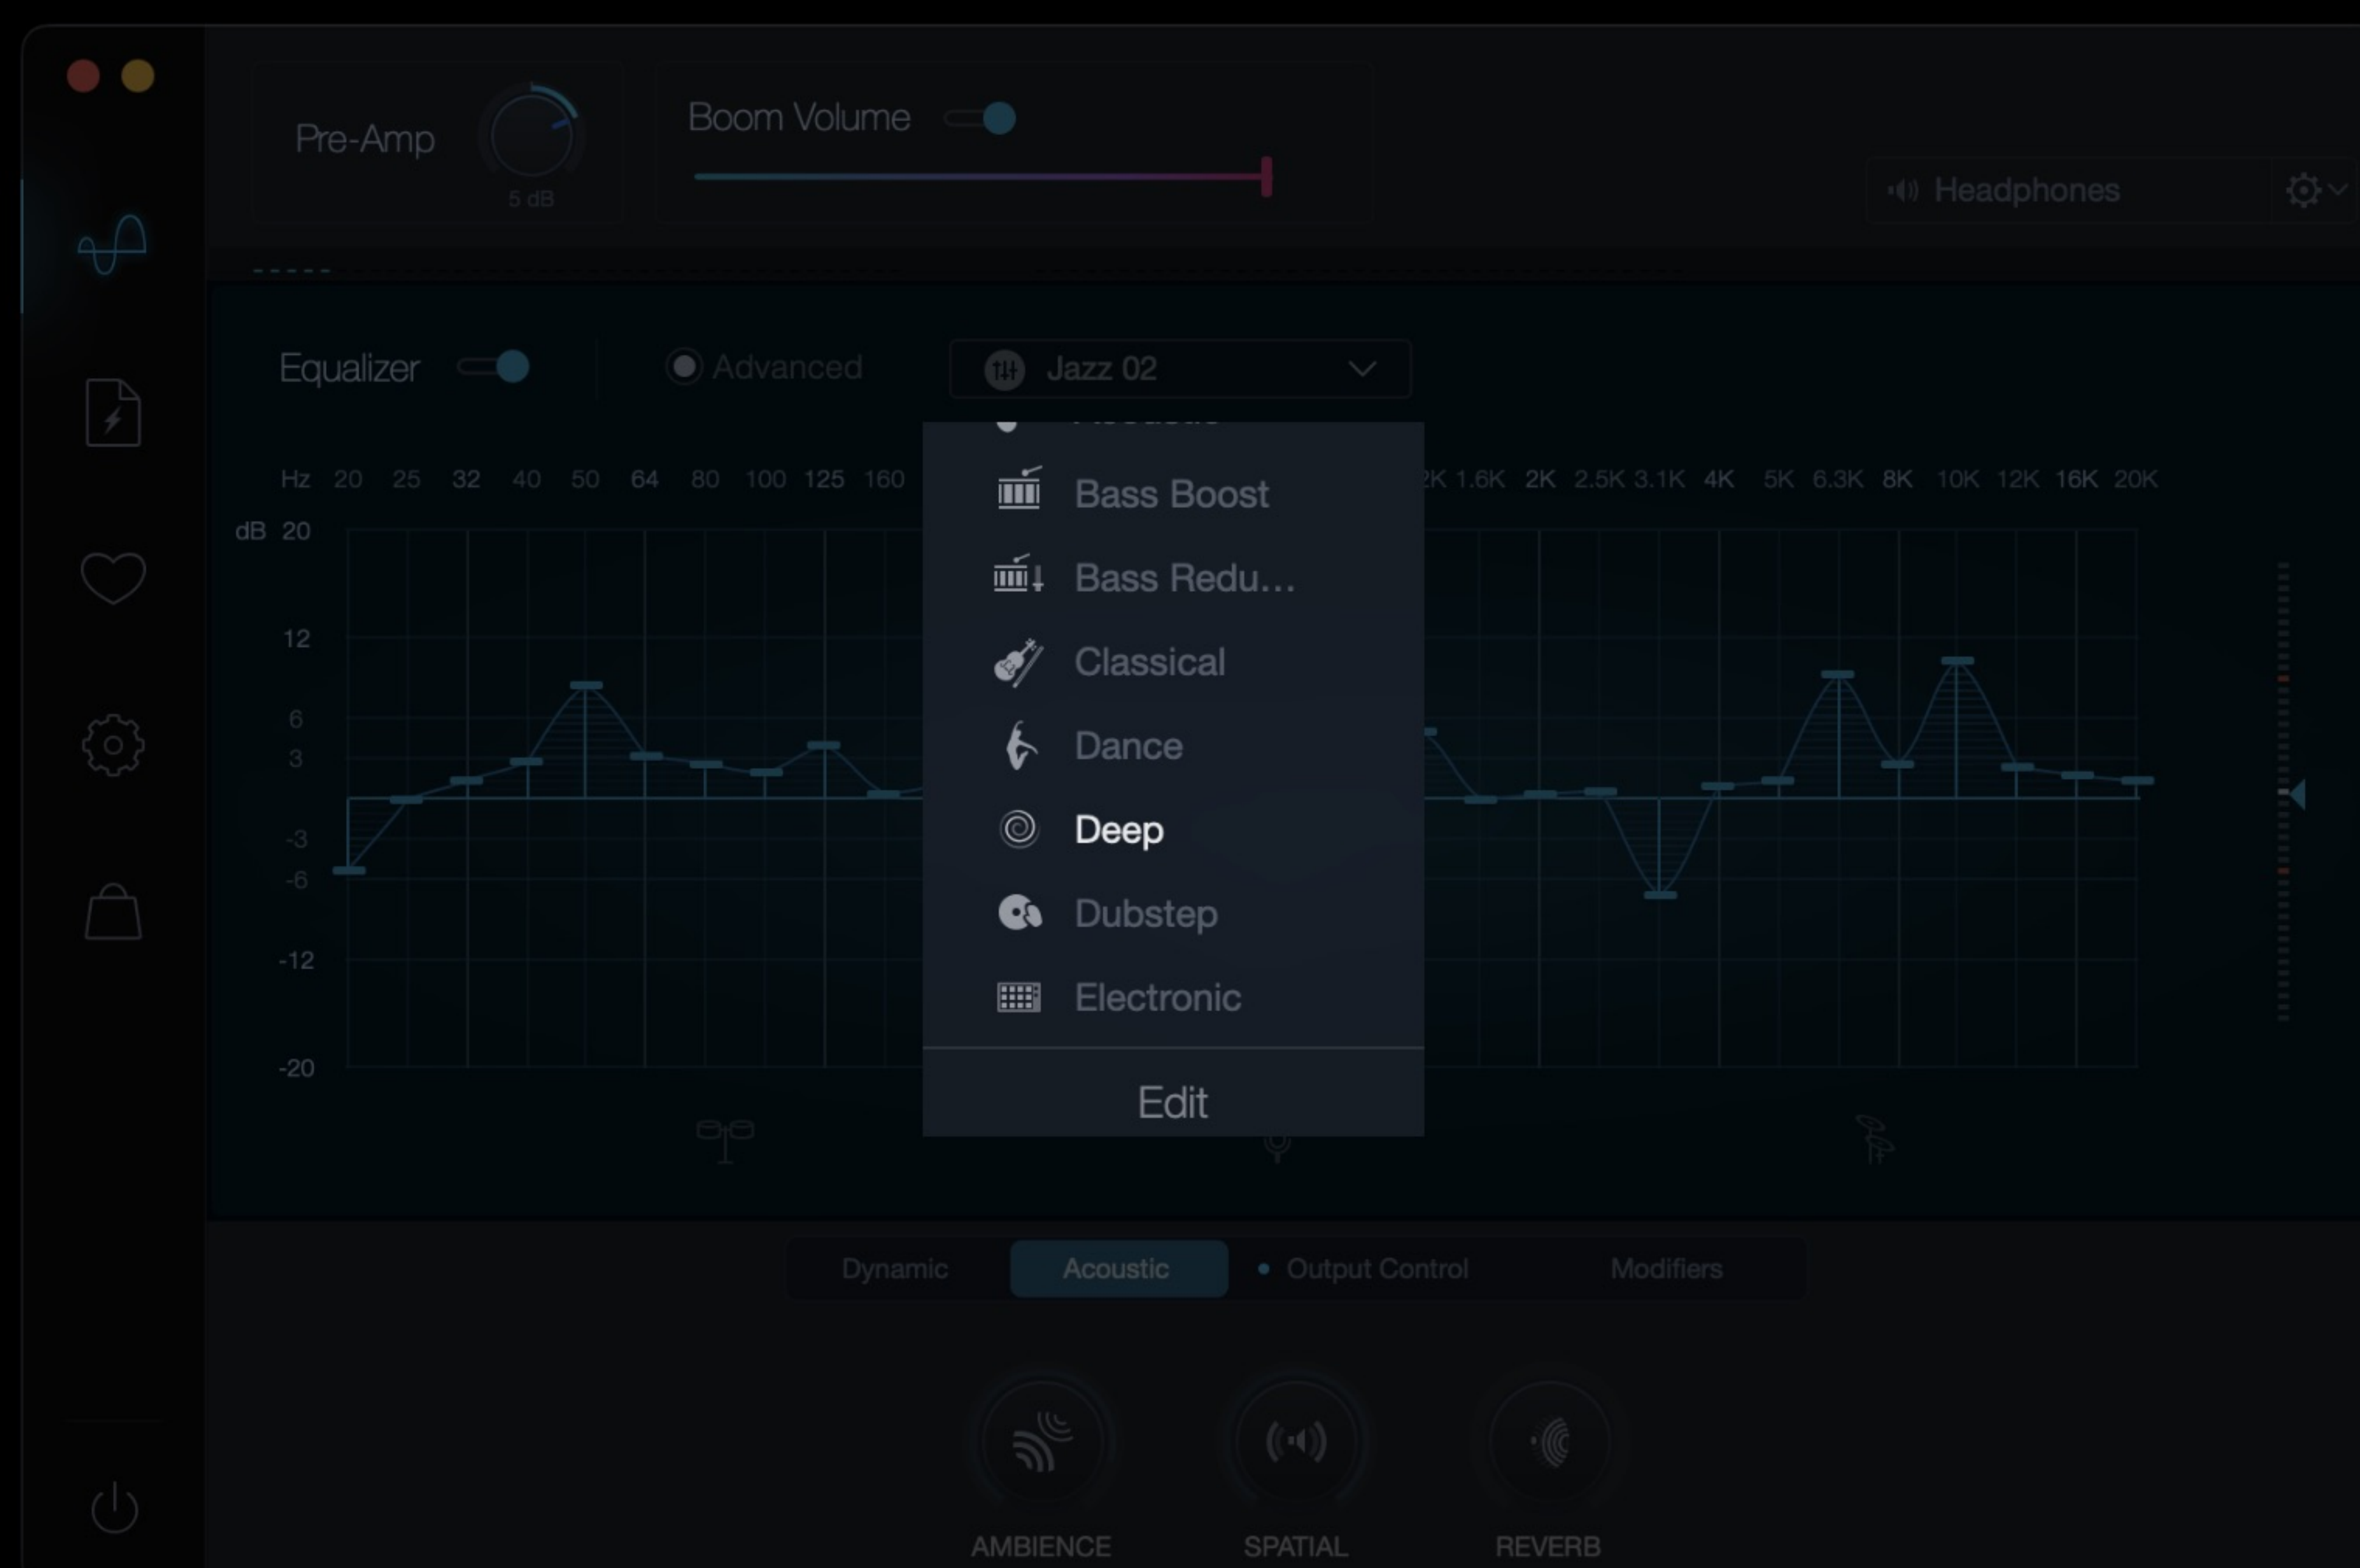 Pre-Amp
5 dB
Boom Volume
Headphones
Equalizer
Advanced
Jazz 02
Hz 20 25 32 40 50 64 80 100 125 160 1.6K 2K 2.5K 3.1K 4K 5K 6.3K 8K 10K 12K 16K 20K
dB 20
12
6
3
-3
-6
-12
-20
Bass Boost
Bass Redu...
Classical
Dance
Deep
Dubstep
Electronic
Edit
Dynamic
Acoustic
Output Control
Modifiers
AMBIENCE
SPATIAL
REVERB